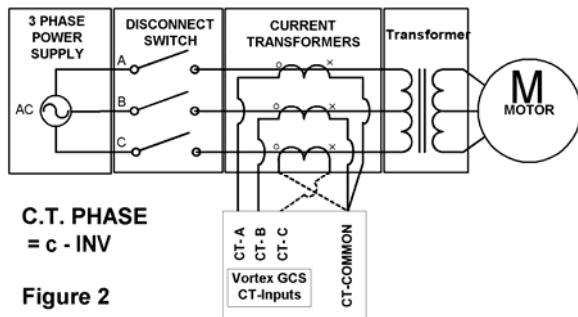 3 PHASE
POWER
SUPPLY
DISCONNECT
SWITCH
CURRENT
TRANSFORMERS
Transformer
A
B
C
AC
o x
o x
o x
M
MOTOR
C.T. PHASE
= c - INV
CT- A
CT- B
CT- C
CT-COMMON
Vortex GCS
CT-Inputs
Figure 2